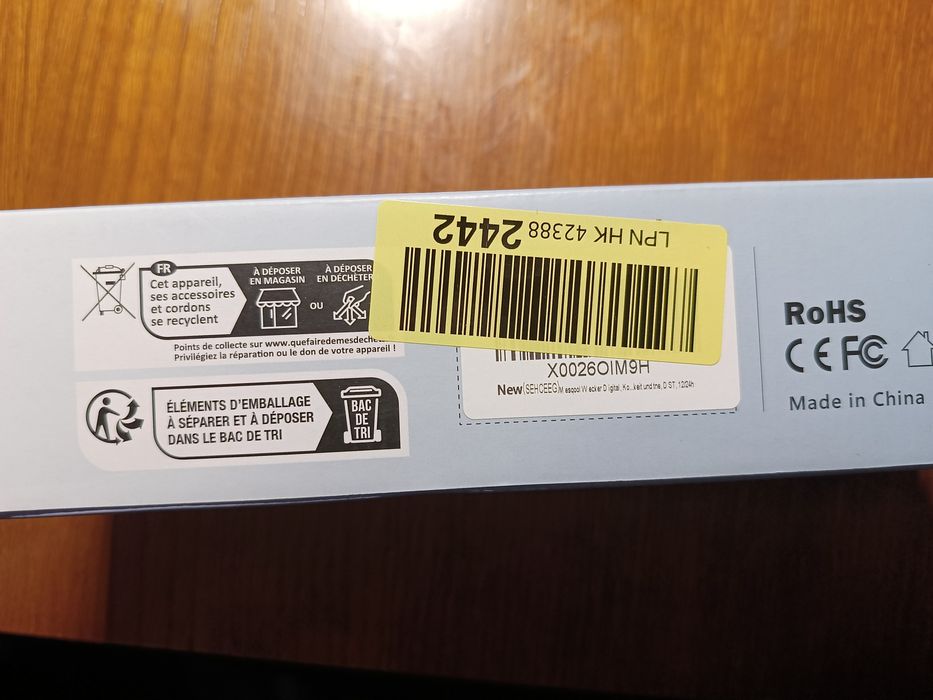 FR
Cet appareil,
ses accessoires
et cordons
se recyclent
À DÉPOSER
EN MAGASIN
OU
À DÉPOSER
EN DÉCHÈTER
Points de collecte sur www.quefairedemesdeche
Privilégiez la réparation ou le don de votre appareil !
ÉLÉMENTS D'EMBALLAGE
À SÉPARER ET À DÉPOSER
DANS LE BAC DE TRI
BAC
DE
TRI
LPN HK 42388 2442
X0026OIM9H
New
RoHS
CE FC
Made in China